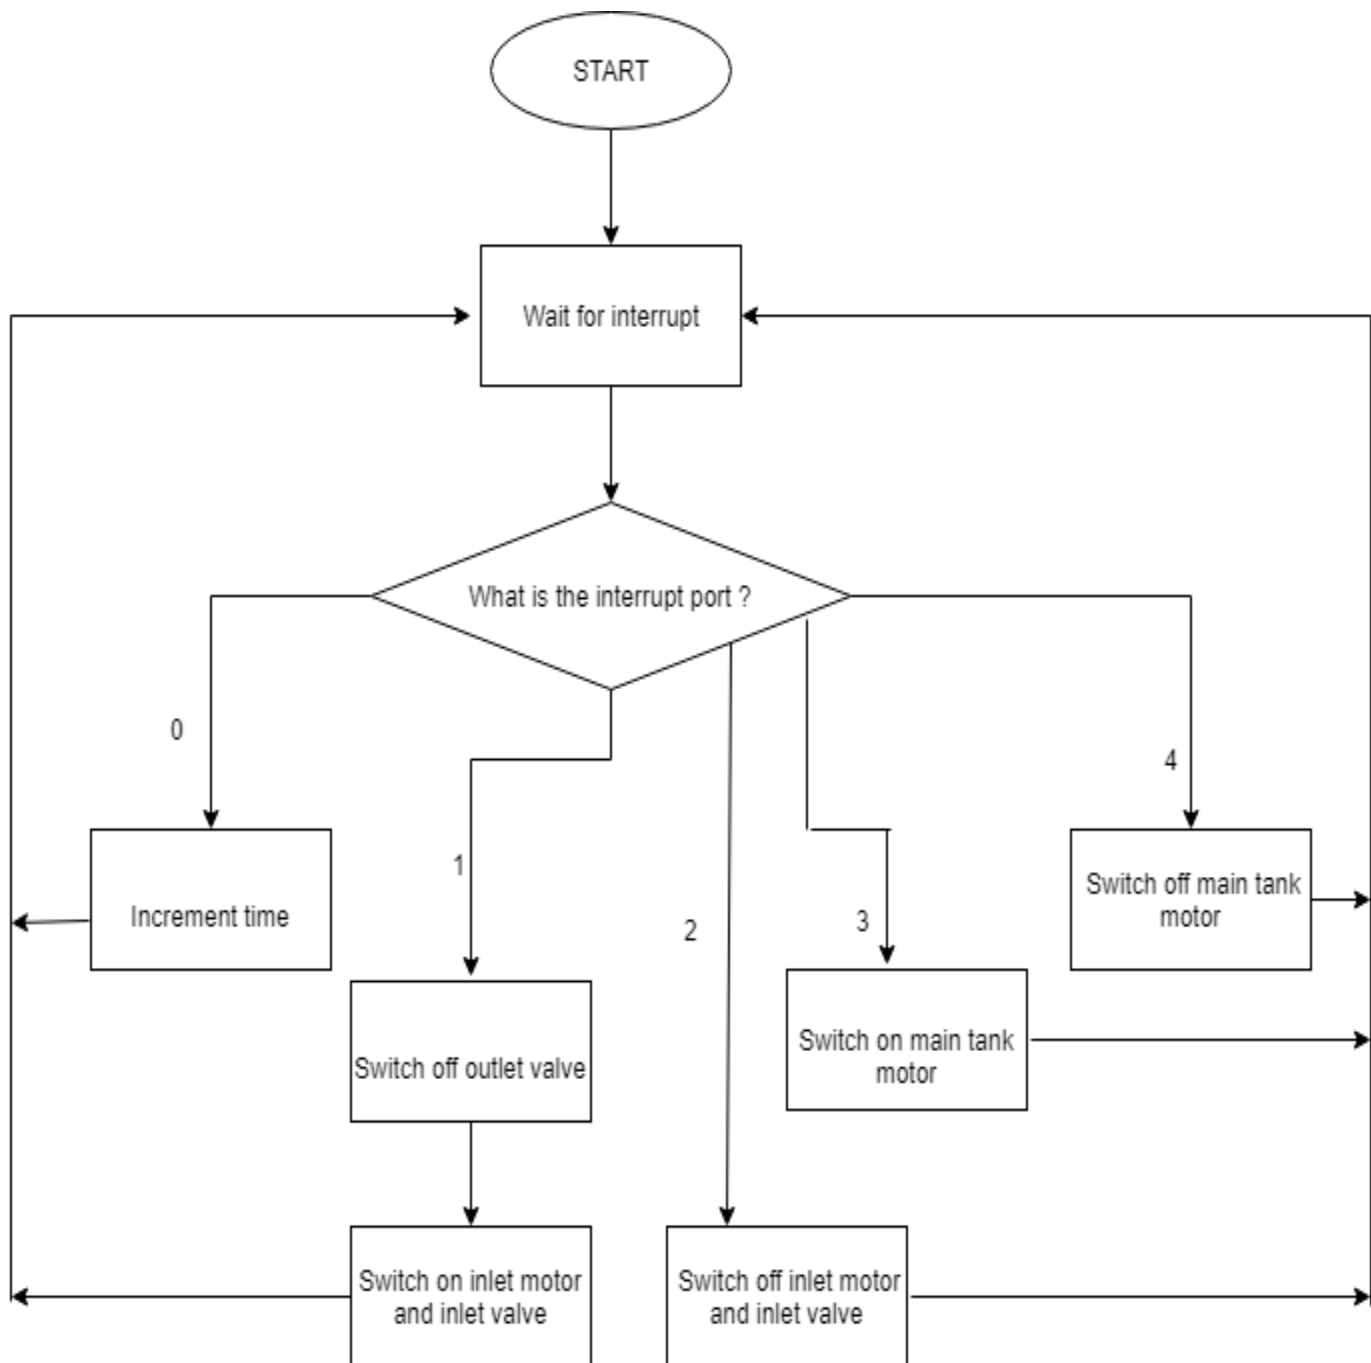 START
Wait for interrupt
What is the interrupt port ?
0
1
2
3
4
Increment time
Switch off outlet valve
Switch on inlet motor
and inlet valve
Switch off inlet motor
and inlet valve
Switch on main tank
motor
Switch off main tank
motor